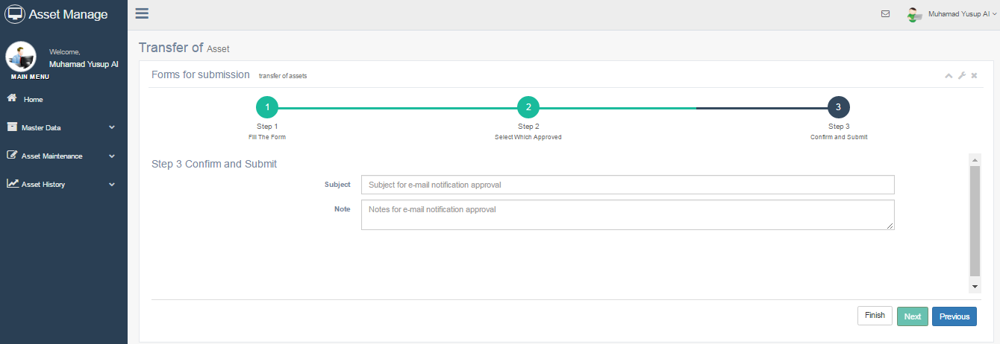 Asset Manage
Muhamad Yusup Al
Welcome,
Muhamad Yusup Al
MAIN MENU
Home
Master Data
Asset Maintenance
Asset History
Transfer of Asset
Forms for submission transfer of assets
1 2 3
Step 1 Step 2 Step 3
Fill The Form Select Which Approved Confirm and Submit
Step 3 Confirm and Submit
Subject Subject for e-mail notification approval
Note Notes for e-mail notification approval
Finish Next Previous